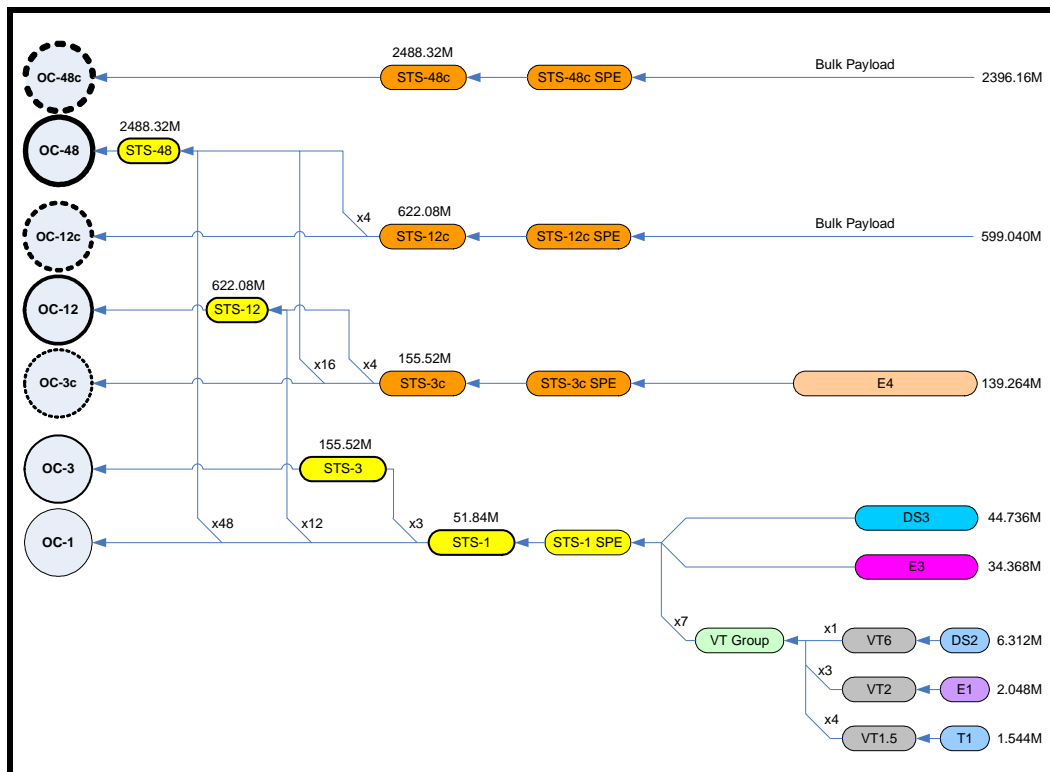 2488.32M
Bulk Payload
OC-48c
STS-48c
STS-48c SPE
2396.16M
2488.32M
OC-48
STS-48
x4
622.08M
Bulk Payload
OC-12c
STS-12c
STS-12c SPE
599.040M
622.08M
OC-12
STS-12
x16
x4
155.52M
OC-3c
STS-3c
STS-3c SPE
E4
139.264M
155.52M
OC-3
STS-3
x48
x12
x3
51.84M
DS3
44.736M
OC-1
STS-1
STS-1 SPE
E3
34.368M
x7
x1
VT Group
VT6
DS2
6.312M
x3
VT2
E1
2.048M
x4
VT1.5
T1
1.544M